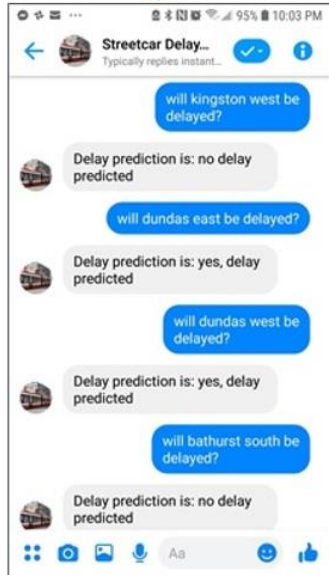 95% 10:03 PM
Streetcar Delay...
Typically replies instant...
will kingston west be
delayed?
Delay prediction is: no delay
predicted
will dundas east be delayed?
Delay prediction is: yes, delay
predicted
will dundas west be
delayed?
Delay prediction is: yes, delay
predicted
will bathurst south be
delayed?
Delay prediction is: no delay
predicted
Aa